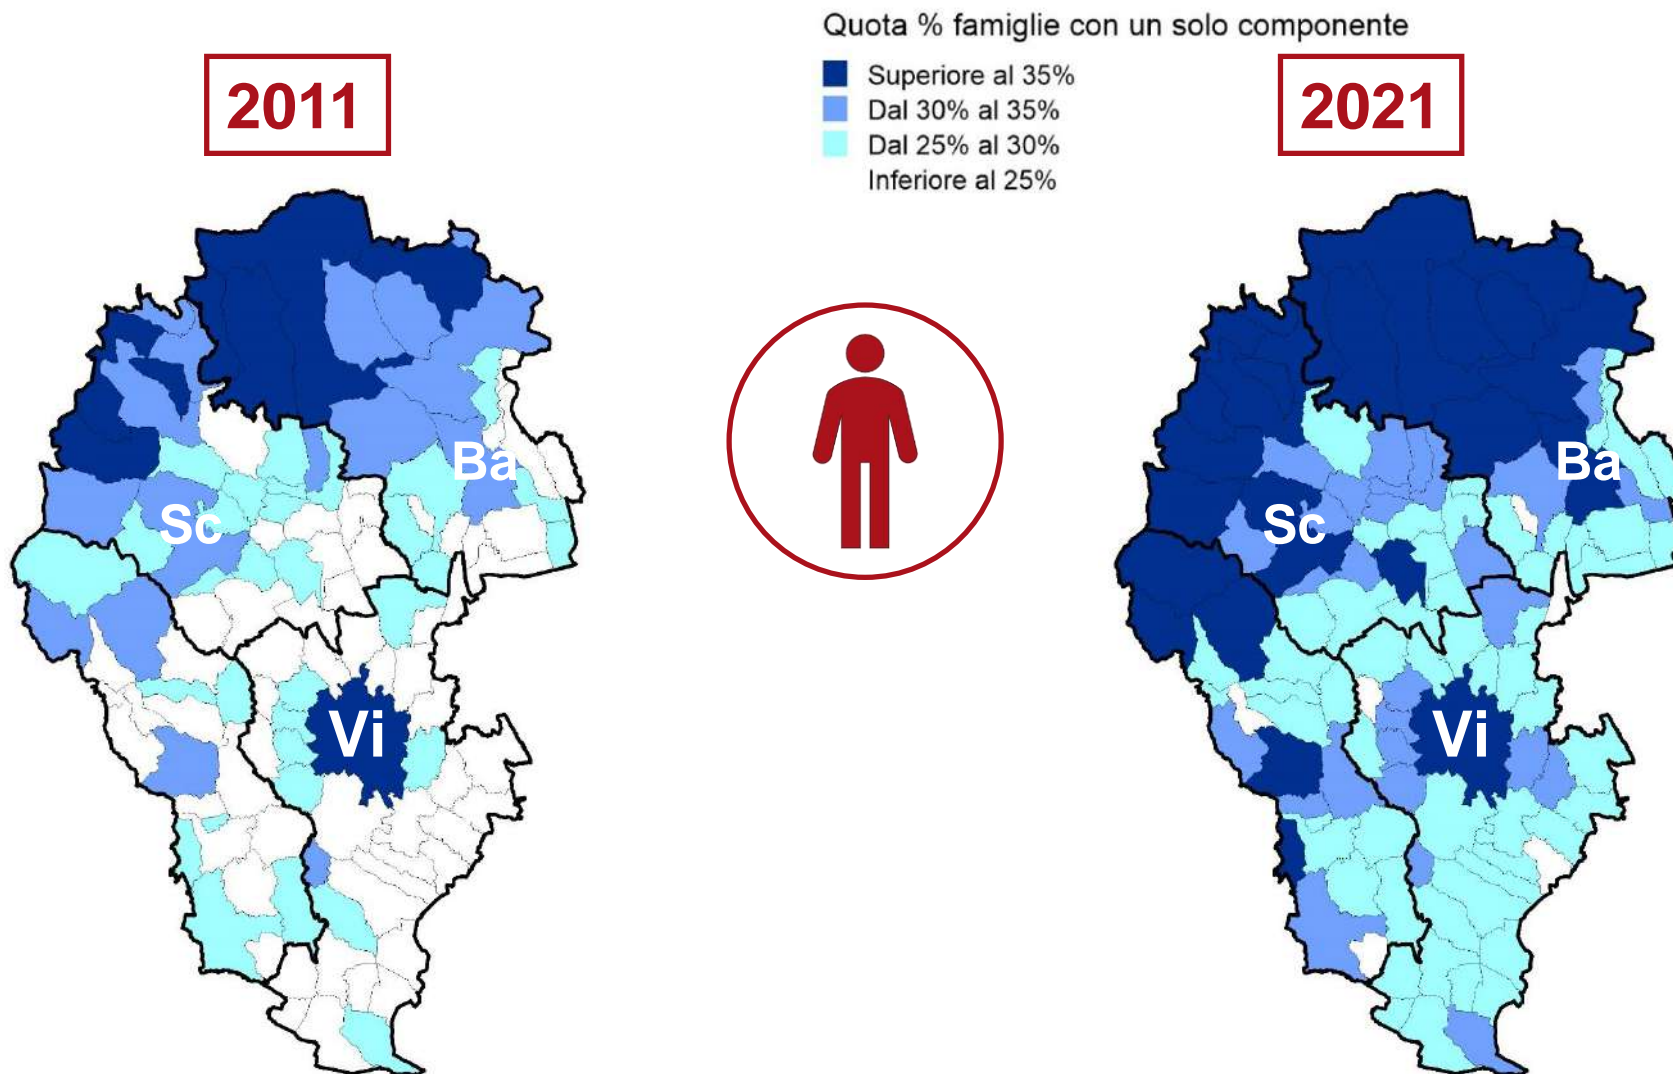 Quota % famiglie con un solo componente
2011
Superiore al 35%
Dal 30% al 35%
Dal 25% al 30%
Inferiore al 25%
2021
Ba
Sc
Vi
Ba
Sc
Vi